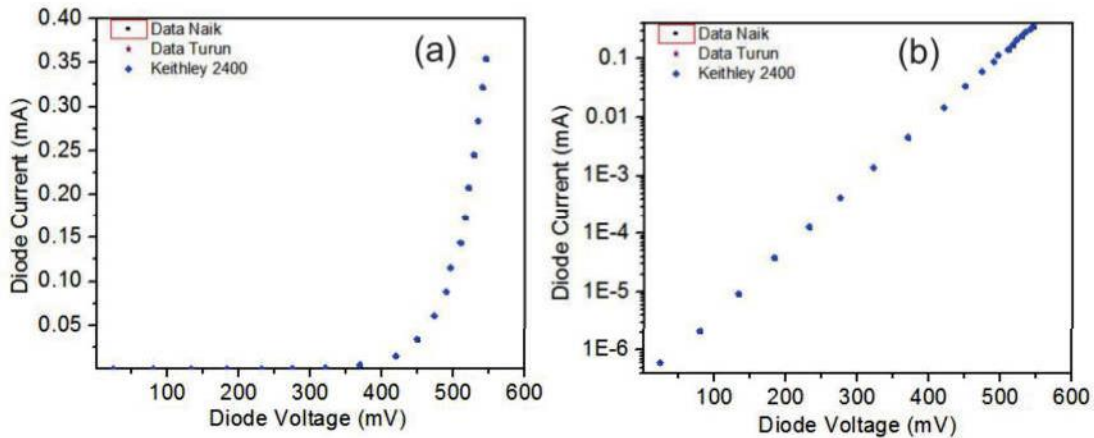 Data Naik
Data Turun
Keithley 2400
(a)
0.40
0.35
0.30
0.25
0.20
0.15
0.10
0.05
Diode Current (mA)
100 200 300 400 500 600
Diode Voltage (mV)
Data Naik
Data Turun
Keithley 2400
(b)
0.1
0.01
1E-3
1E-4
1E-5
1E-6
Diode Current (mA)
100 200 300 400 500 600
Diode Voltage (mV)